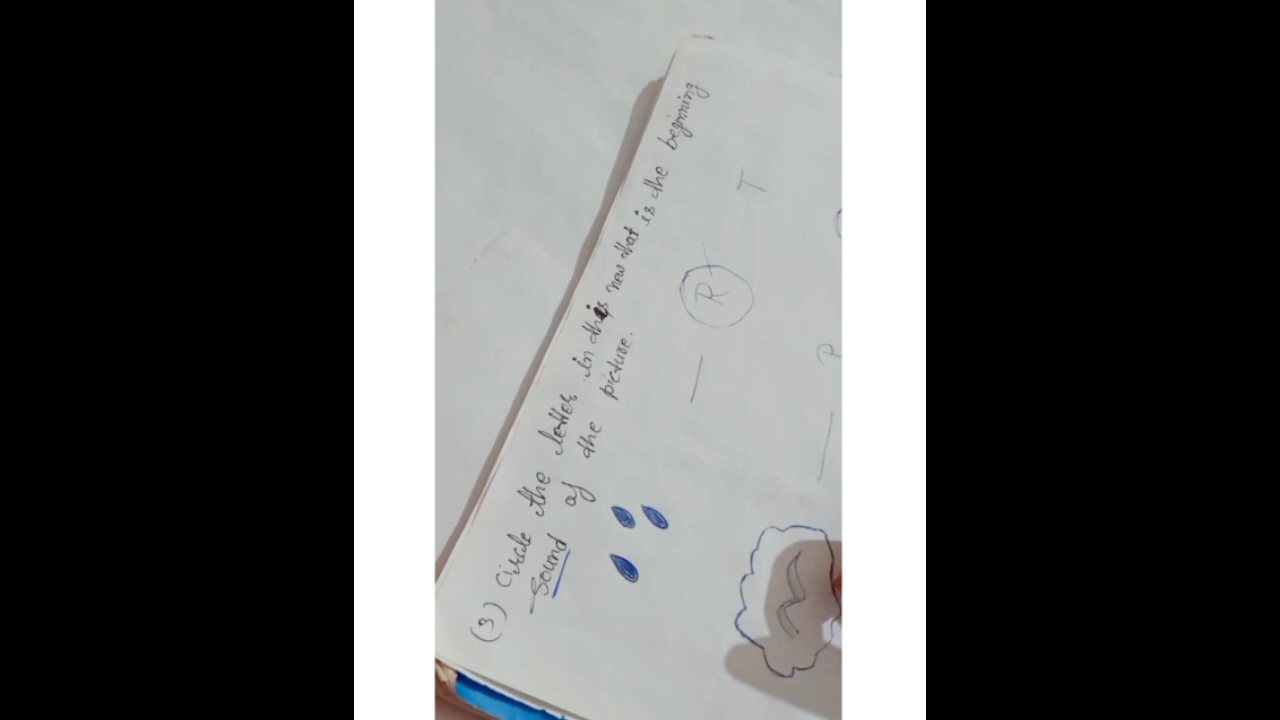 (3) Circle the letter in this row that is the beginning
sound of the picture.
— R T
— P